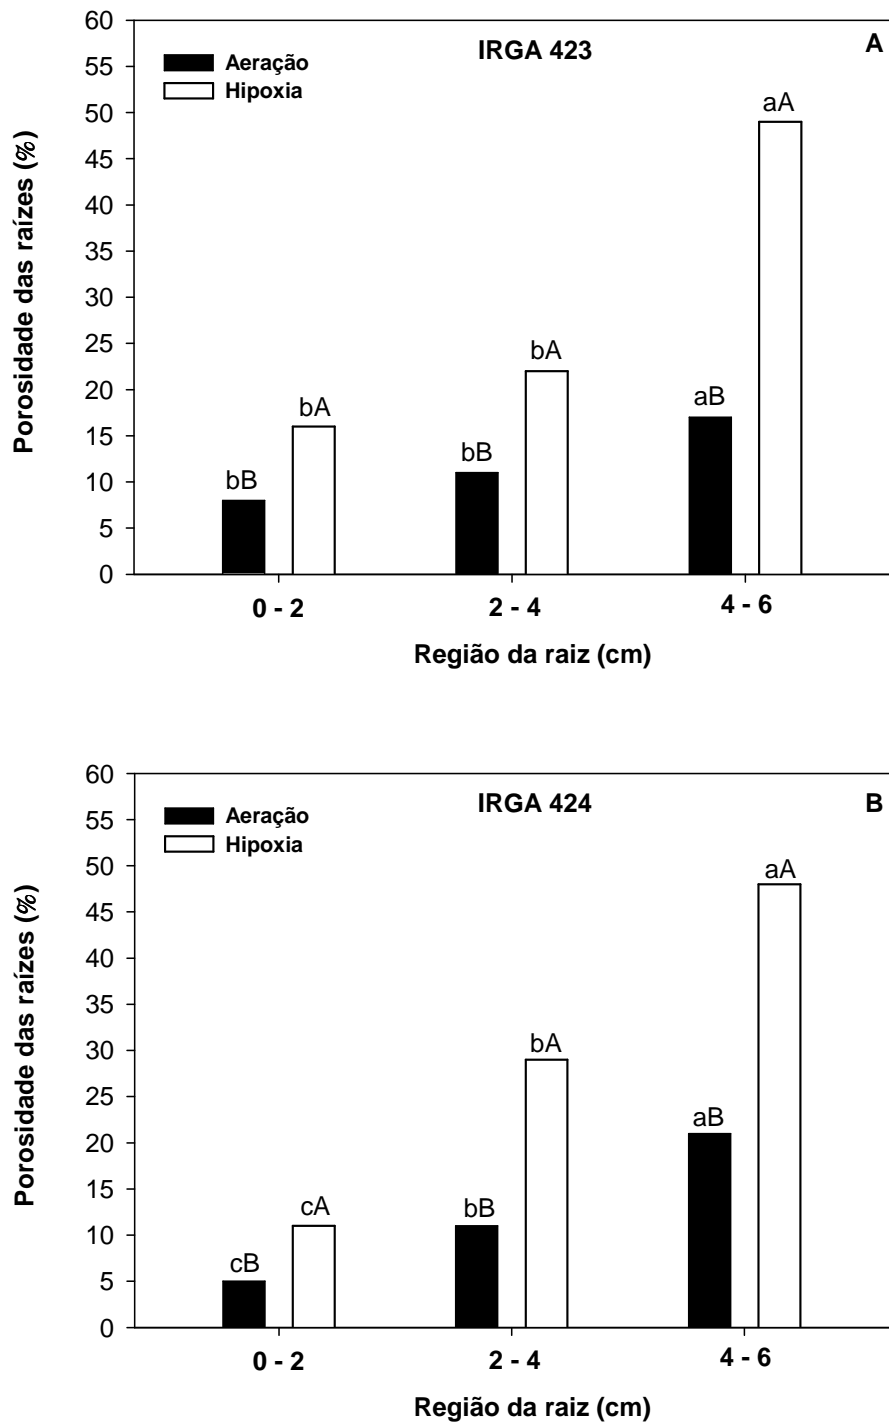 IRGA 423
A
Aeração
Hipoxia
Porosidade das raízes (%)
60
55
50
45
40
35
30
25
20
15
10
5
0
bB
bA
bB
bA
aB
aA
0 - 2
2 - 4
4 - 6
Região da raiz (cm)
IRGA 424
B
Aeração
Hipoxia
Porosidade das raízes (%)
60
55
50
45
40
35
30
25
20
15
10
5
0
cB
cA
bB
bA
aB
aA
0 - 2
2 - 4
4 - 6
Região da raiz (cm)